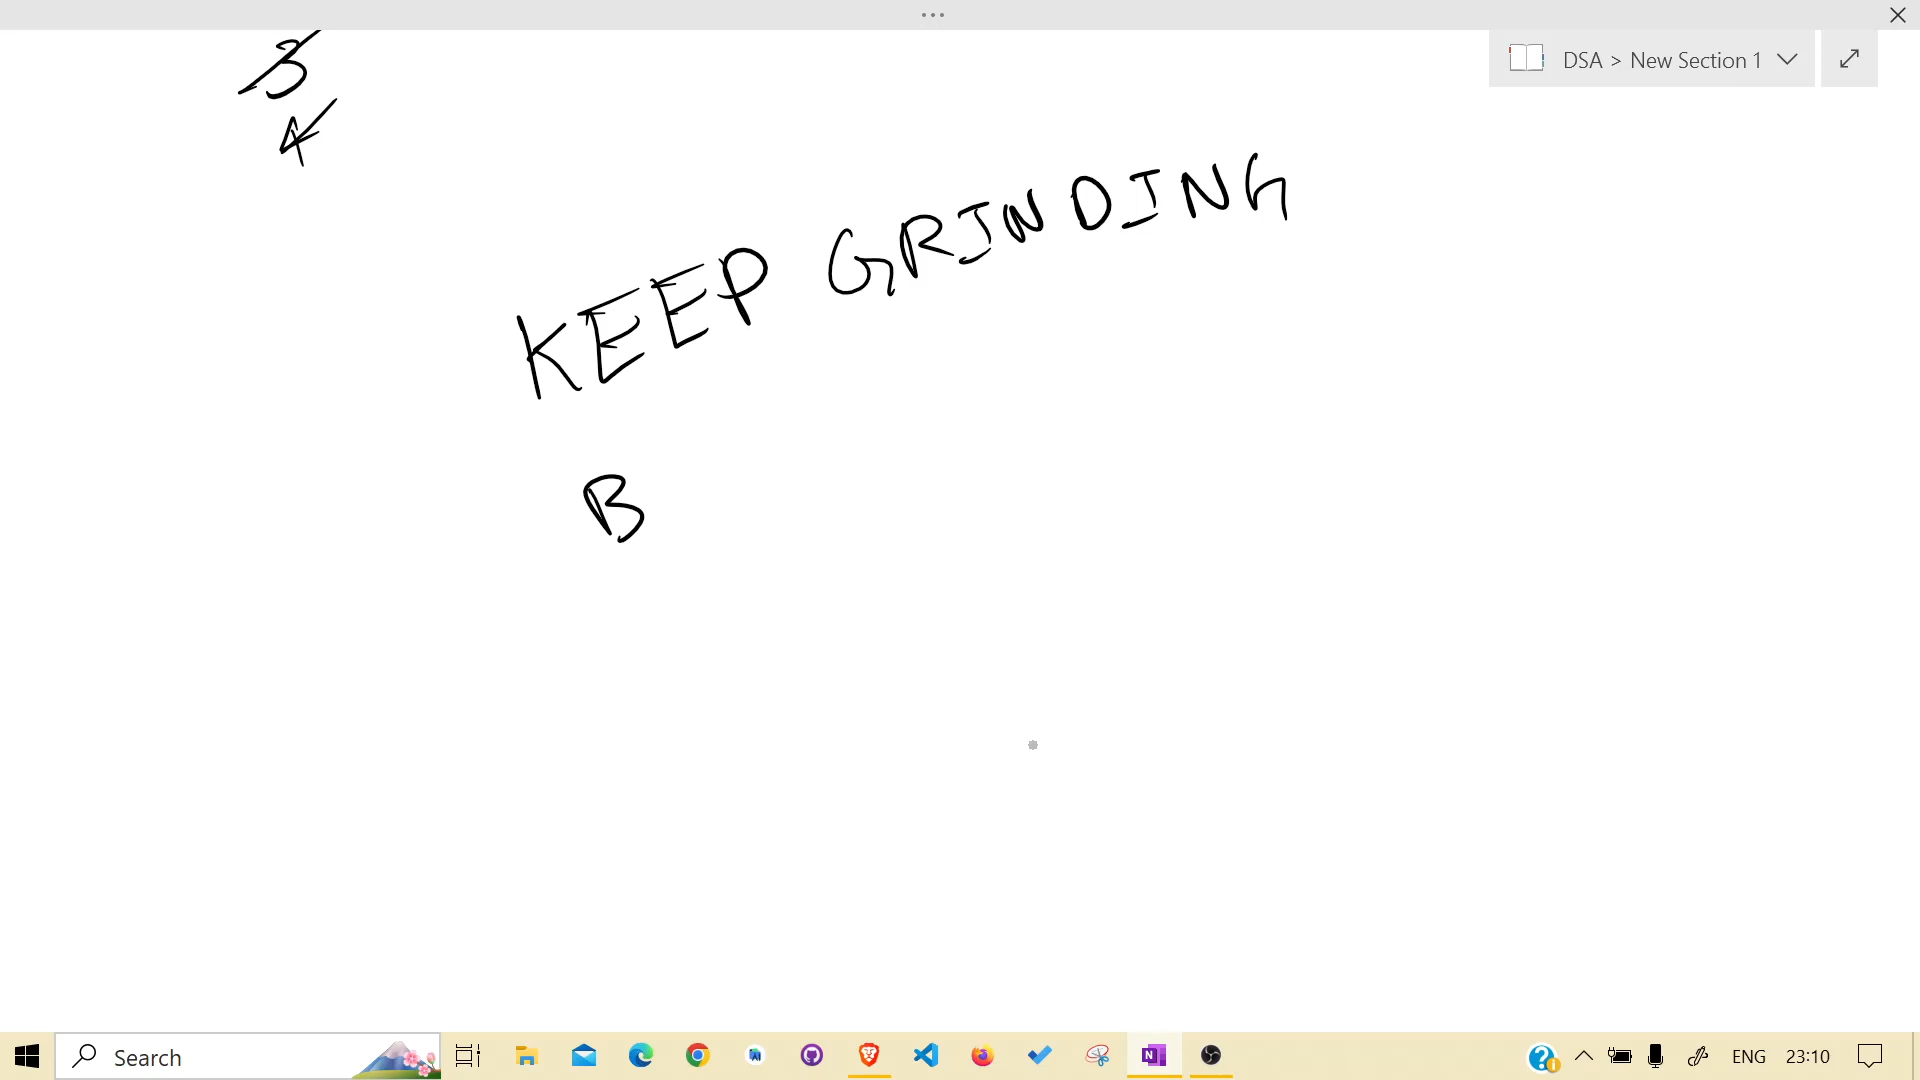 DSA > New Section 1
3
4
KEEP GRINDING
B
Search
ENG 23:10